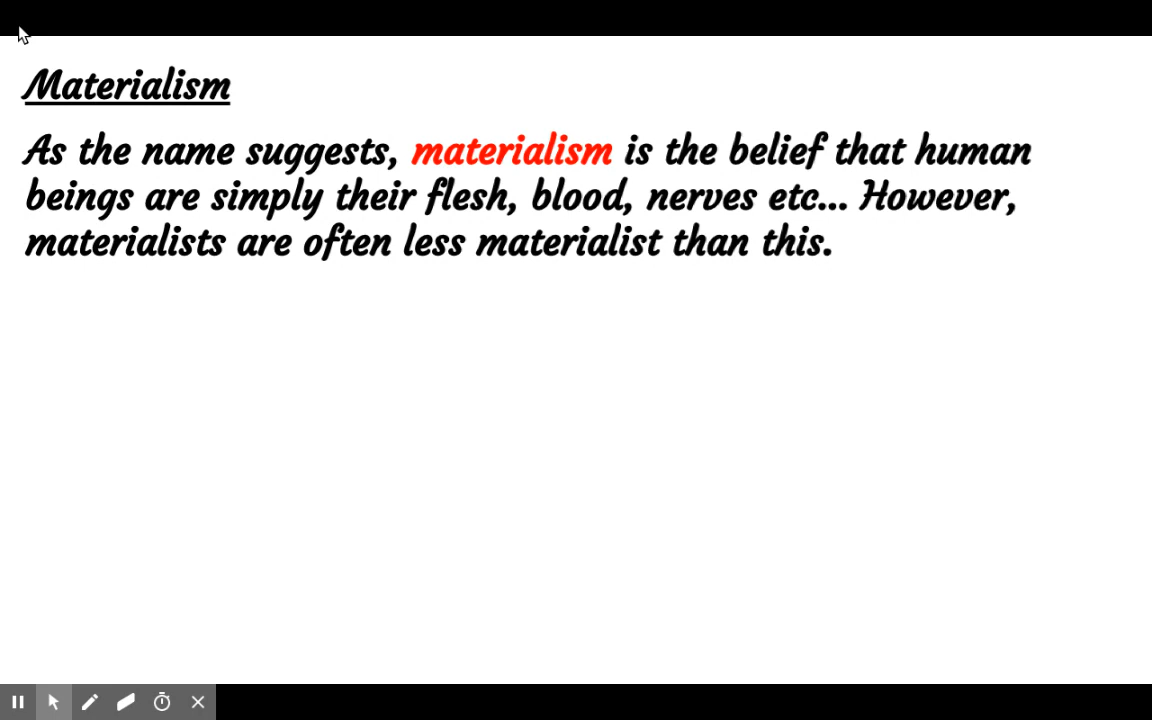 Materialism
As the name suggests, materialism is the belief that human
beings are simply their flesh, blood, nerves etc... However,
materialists are often less materialist than this.